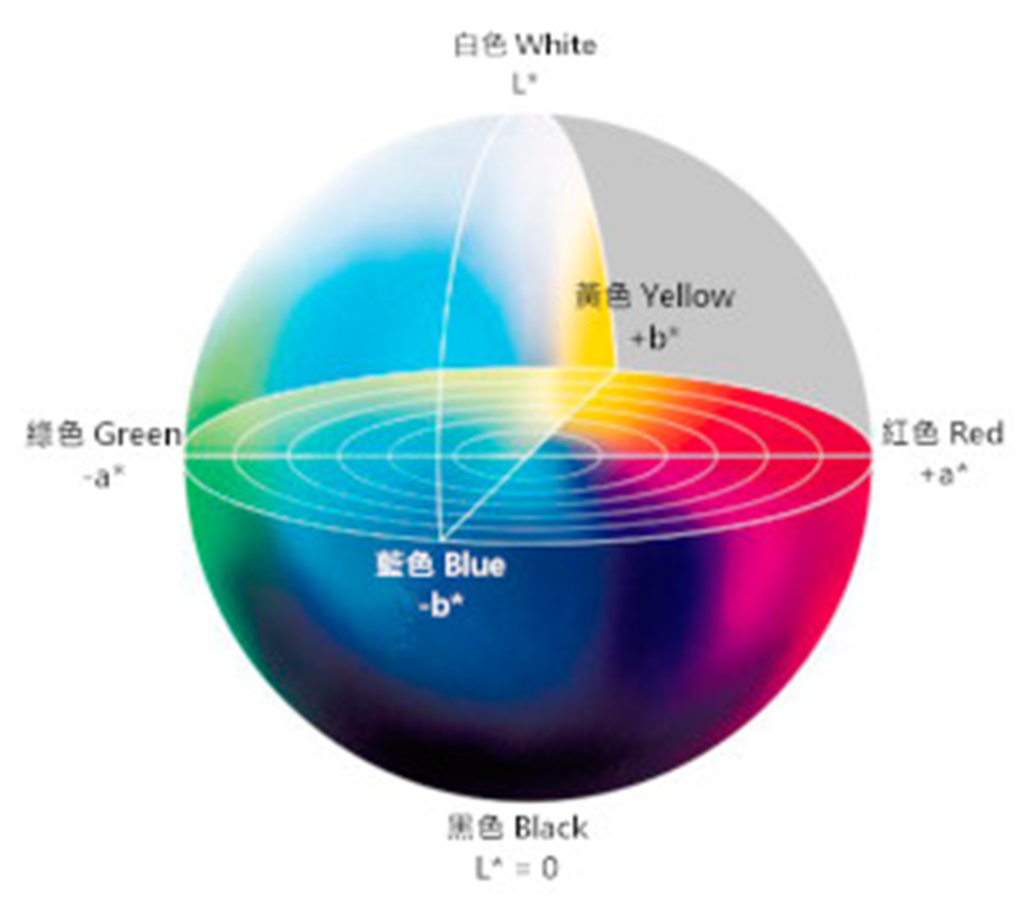 白色 White
L*
黃色 Yellow
+b*
綠色 Green
-a*
紅色 Red
+a*
藍色 Blue
-b*
黑色 Black
L* = 0